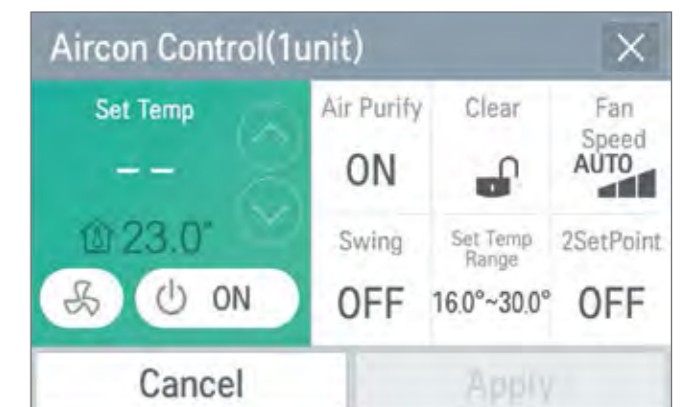 Aircon Control(1unit)
Set Temp
– –
23.0°
ON
Air Purify
ON
Clear
Fan
Speed
AUTO
Swing
OFF
Set Temp
Range
16.0°~30.0°
2SetPoint
OFF
Cancel
Apply